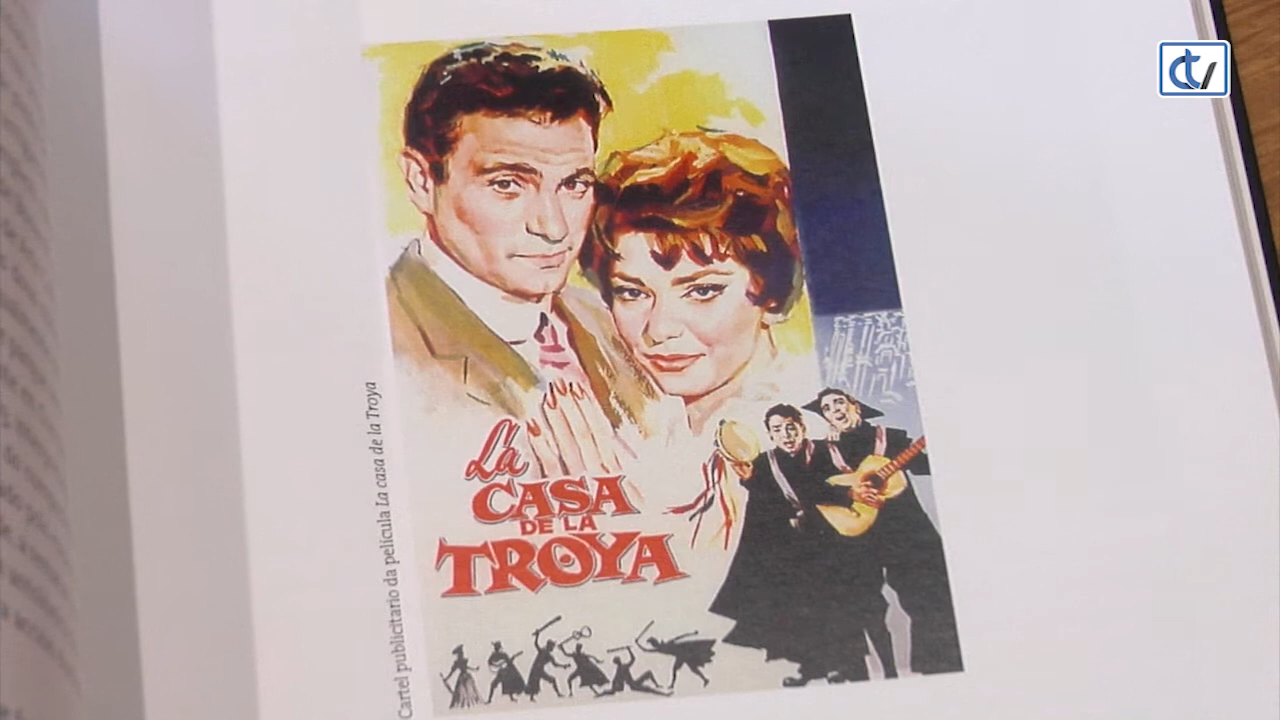 La
CASA
DE LA
TROYA
Cartel publicitario da película La casa de la Troya